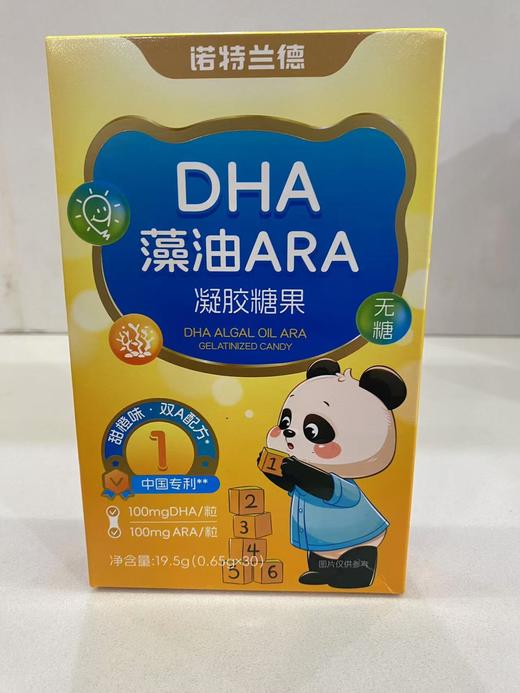 诺特兰德
DHA
藻油ARA
凝胶糖果
DHA ALGAL OIL ARA
GELATINIZED CANDY
无糖
甜橙味·双A配方*
1
中国专利**
100mgDHA/粒
100mg ARA/粒
净含量:19.5g(0.65g×30)
1
2
3
4
5 6
图片仅供参考